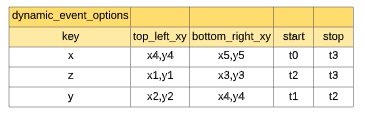 dynamic_event_options
key top_left_xy bottom_right_xy start stop
x x4,y4 x5,y5 t0 t3
z x1,y1 x3,y3 t2 t3
y x2,y2 x4,y4 t1 t2